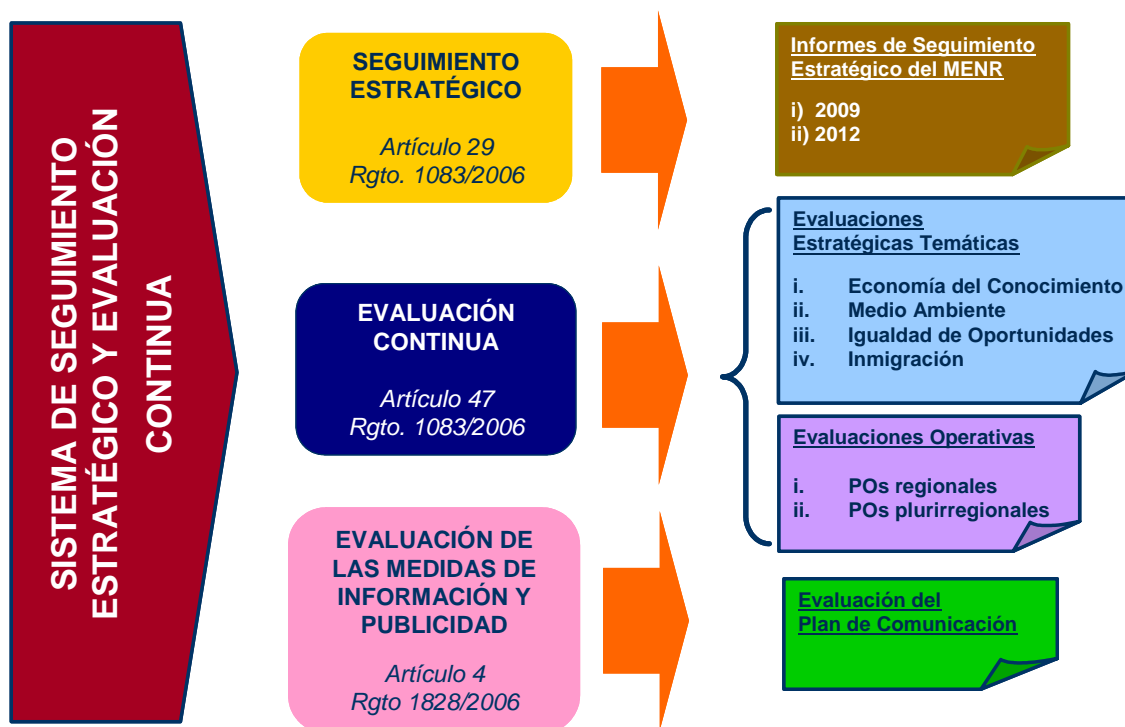 SISTEMA DE SEGUIMIENTO
ESTRATÉGICO Y EVALUACIÓN
CONTINUA
SEGUIMIENTO
ESTRATÉGICO
Artículo 29
Rgto. 1083/2006
Informes de Seguimiento
Estratégico del MENR
i) 2009
ii) 2012
EVALUACIÓN
CONTINUA
Artículo 47
Rgto. 1083/2006
Evaluaciones
Estratégicas Temáticas
i. Economía del Conocimiento
ii. Medio Ambiente
iii. Igualdad de Oportunidades
iv. Inmigración
Evaluaciones Operativas
i. POs regionales
ii. POs plurirregionales
EVALUACIÓN DE
LAS MEDIDAS DE
INFORMACIÓN Y
PUBLICIDAD
Artículo 4
Rgto 1828/2006
Evaluación del
Plan de Comunicación